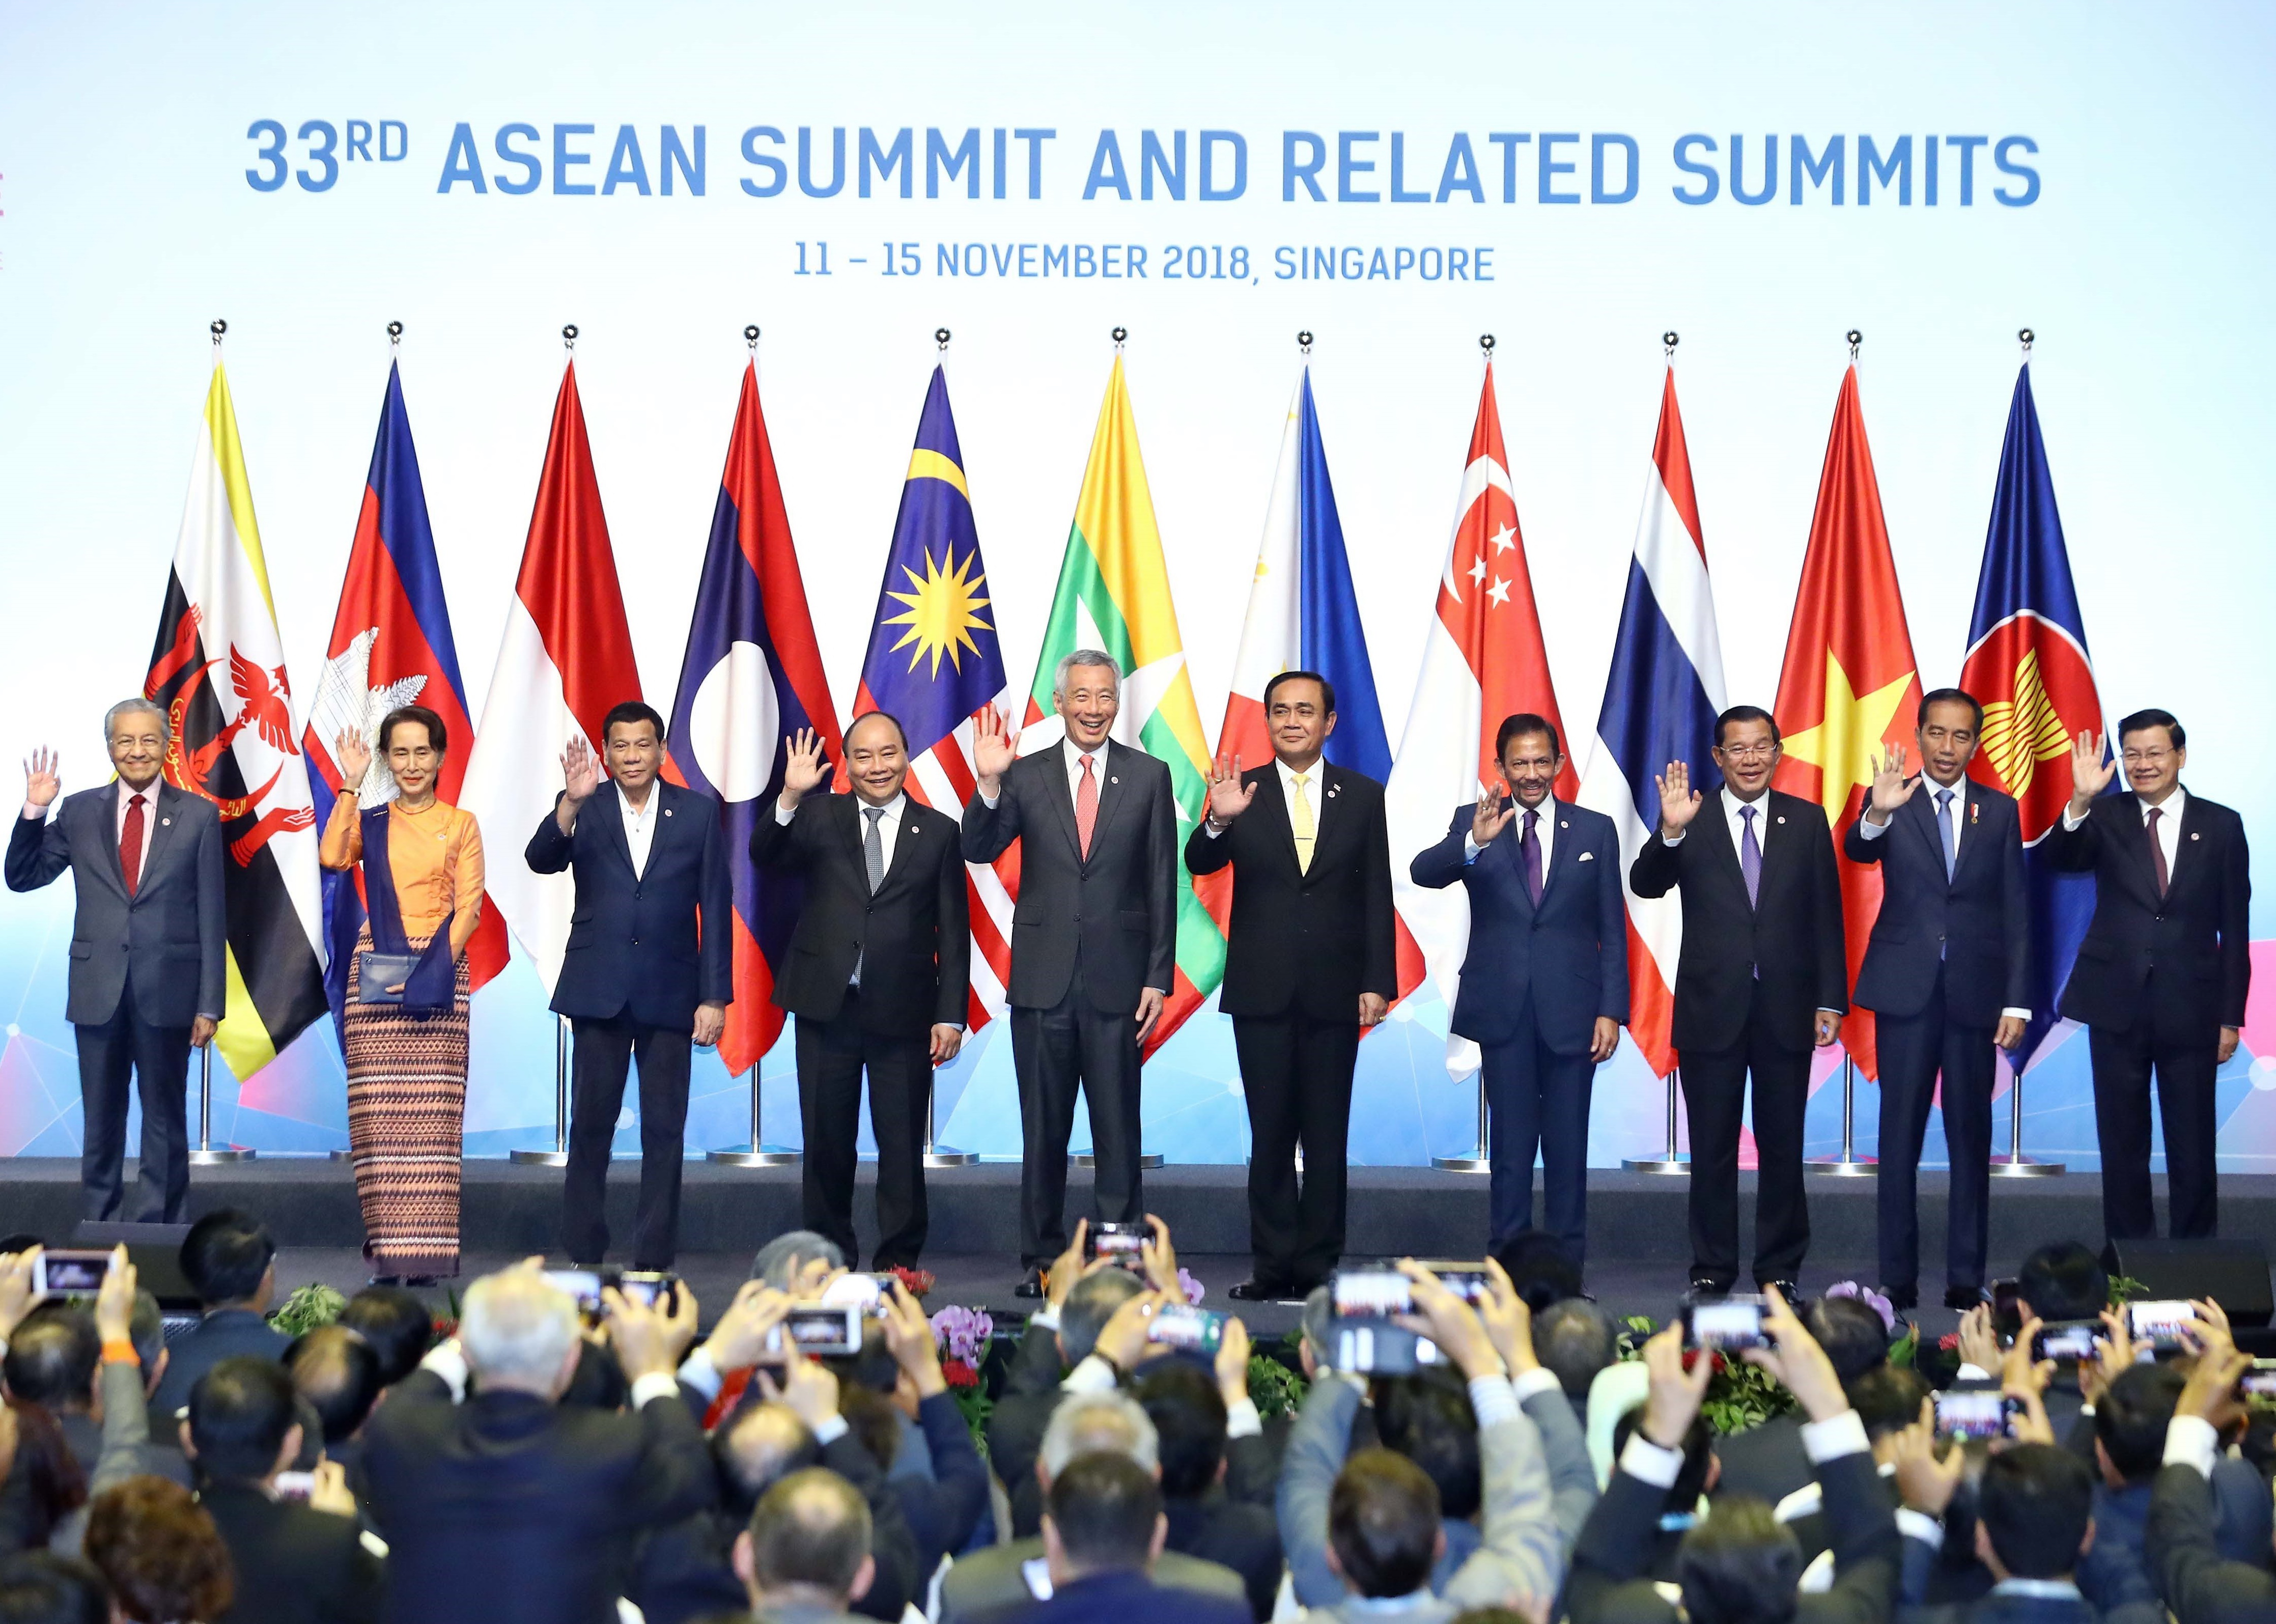 33RD ASEAN SUMMIT AND RELATED SUMMITS
11 – 15 NOVEMBER 2018, SINGAPORE